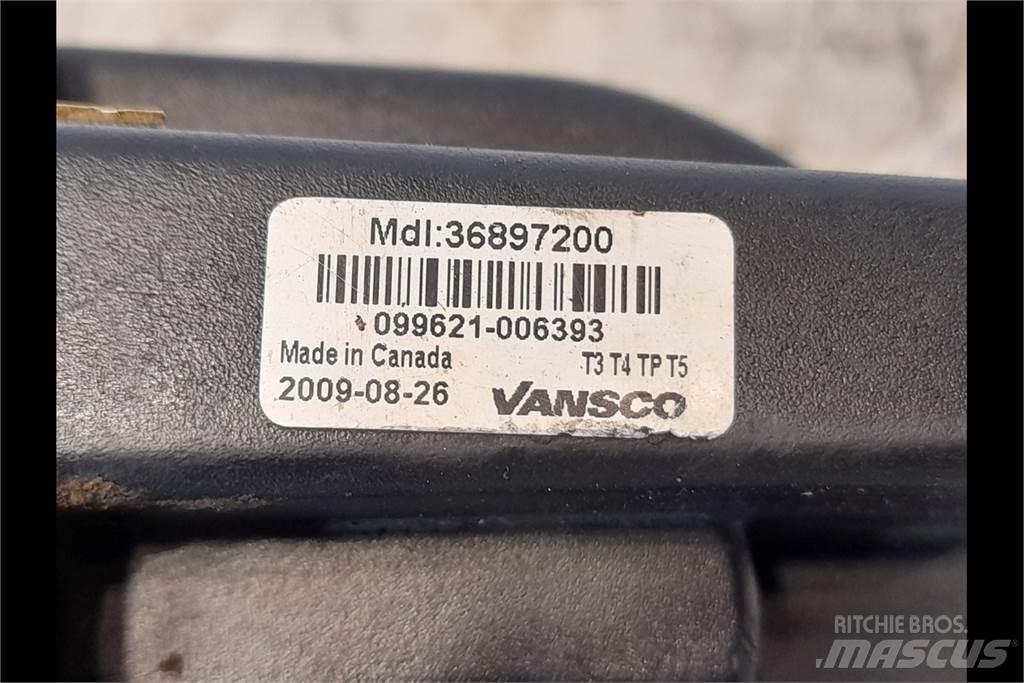 Mdl:36897200
099621-006393
Made in Canada T3 T4 TP T5
2009-08-26 VANSCO
RITCHIE BROS.
MASCUS